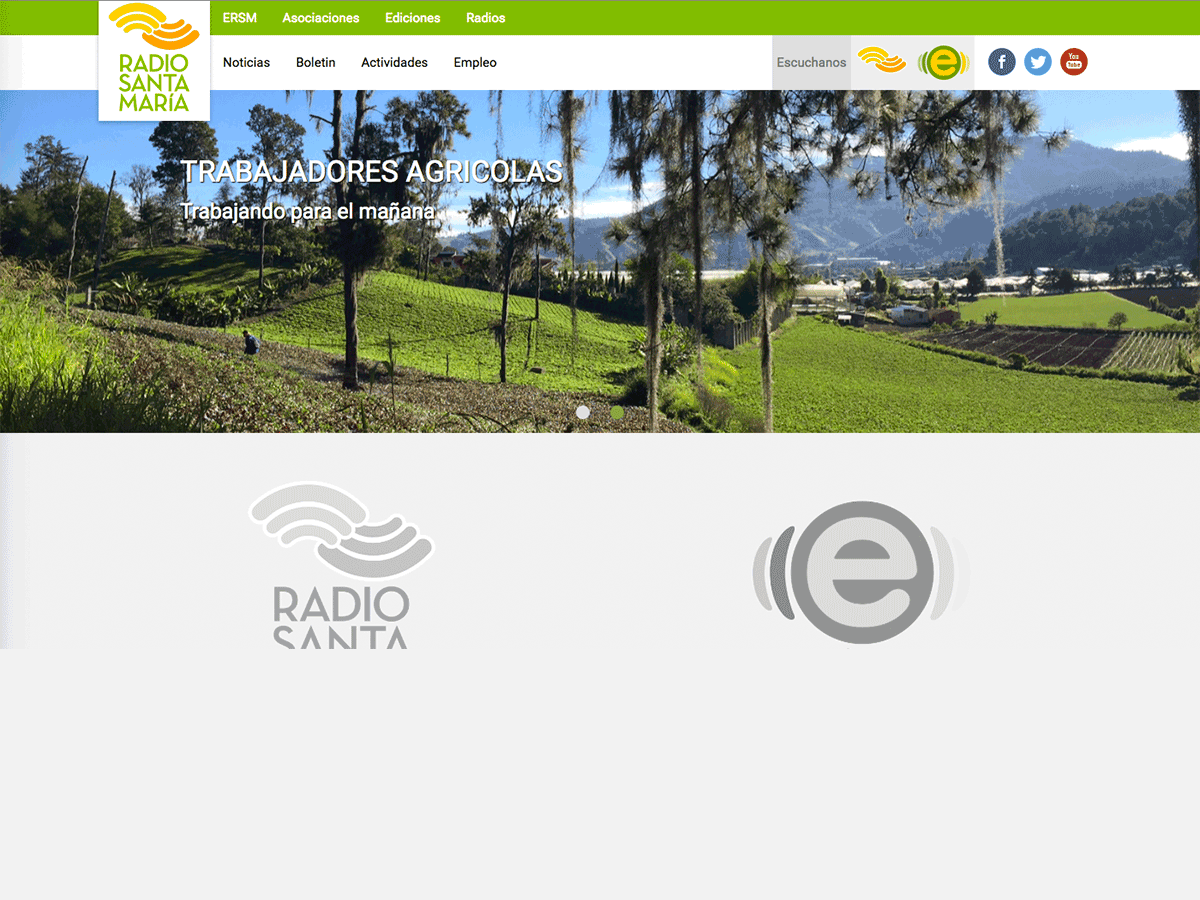 ERSM Asociaciones Ediciones Radios
RADIO
SANTA
MARÍA
Noticias Boletin Actividades Empleo
Escuchanos
You
Tube
TRABAJADORES AGRICOLAS
Trabajando para el mañana
RADIO
SANTA